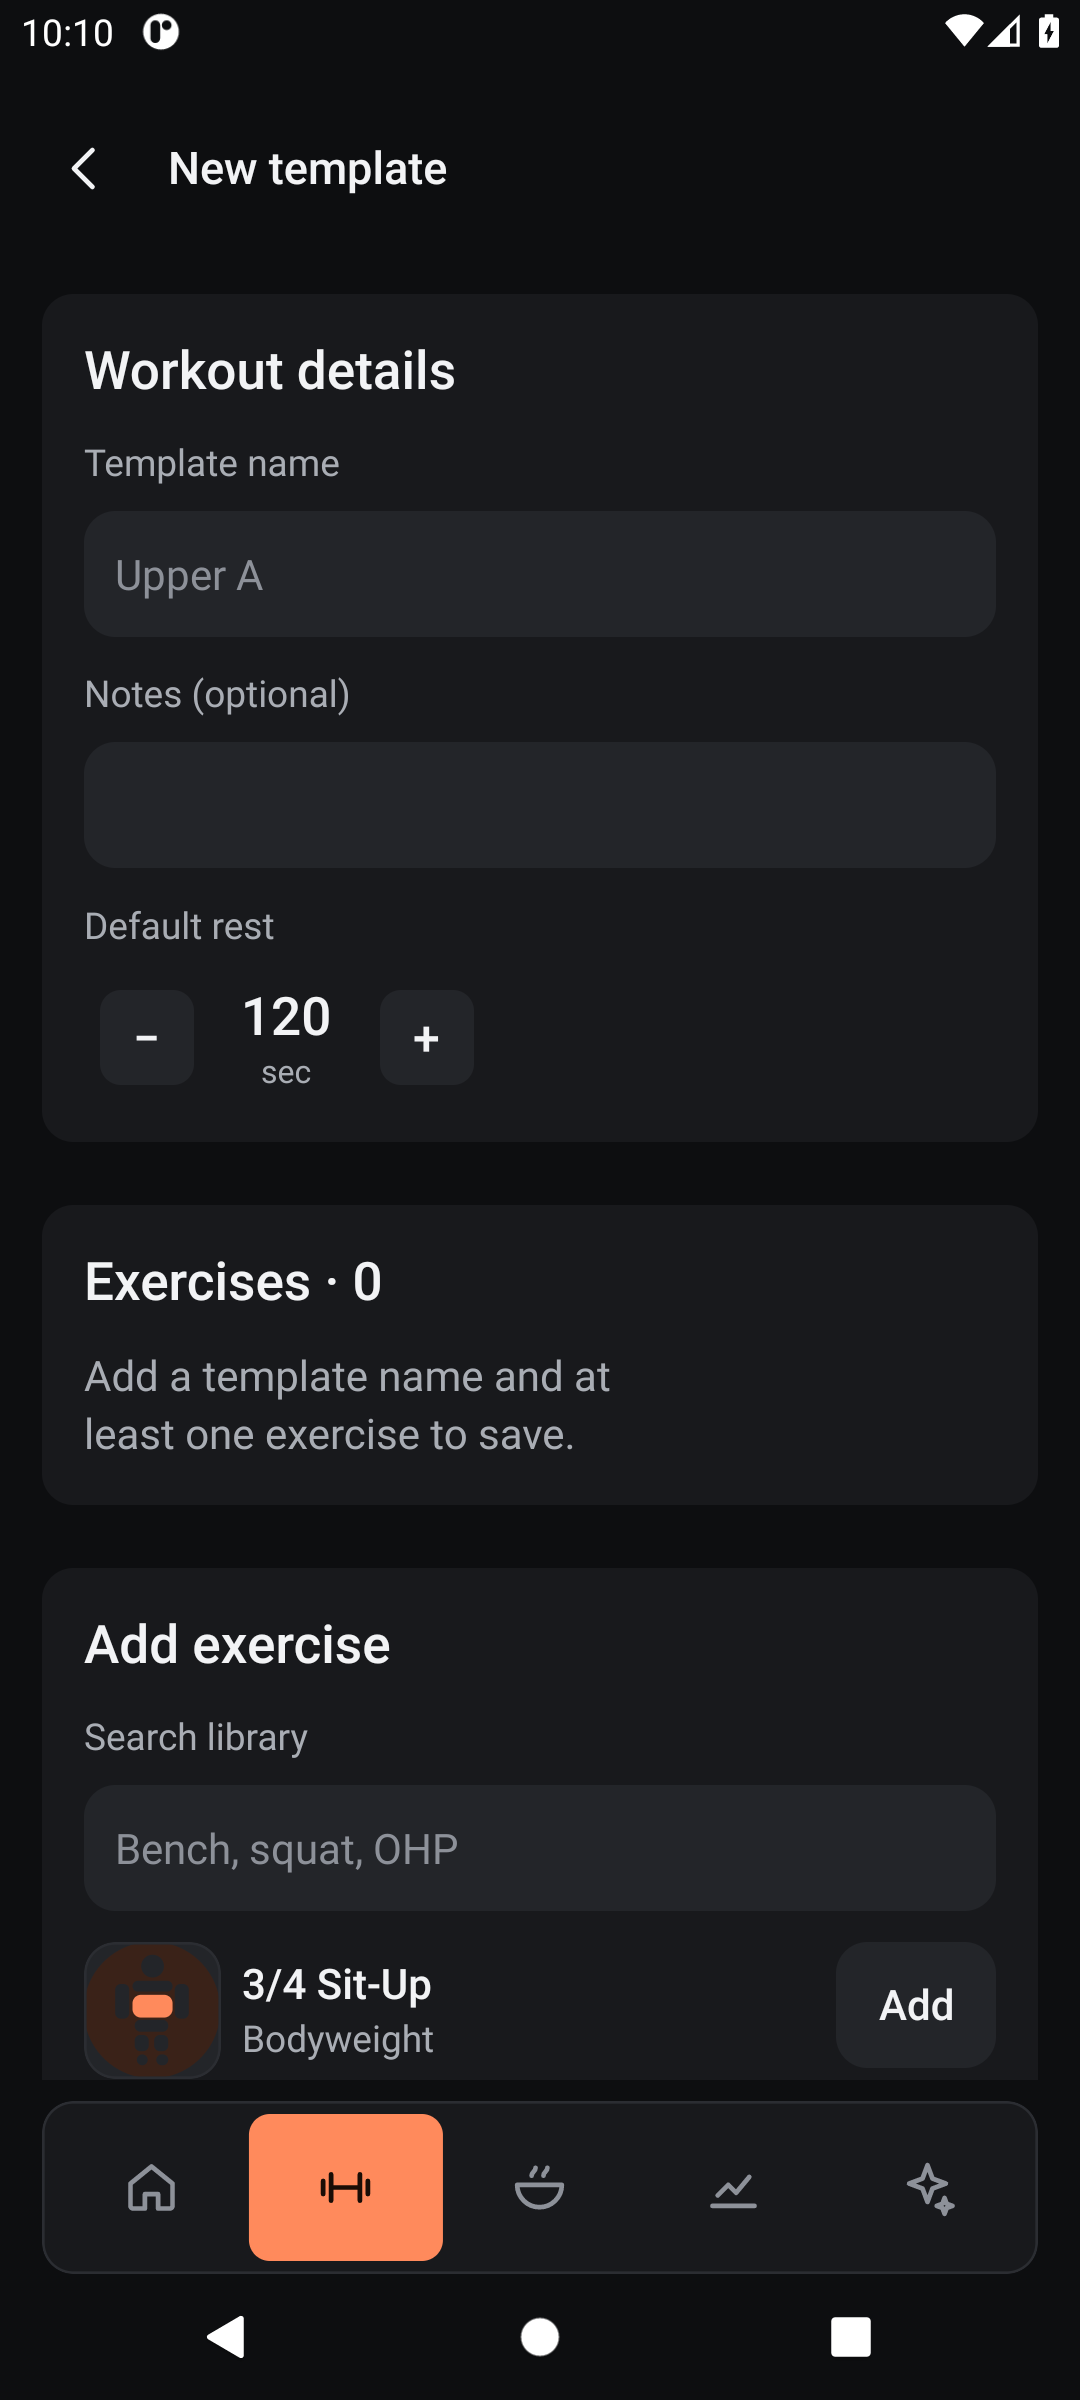 10:10
New template
Workout details
Template name
Upper A
Notes (optional)
Default rest
−
120
+
sec
Exercises · 0
Add a template name and at
least one exercise to save.
Add exercise
Search library
Bench, squat, OHP
3/4 Sit-Up
Bodyweight
Add